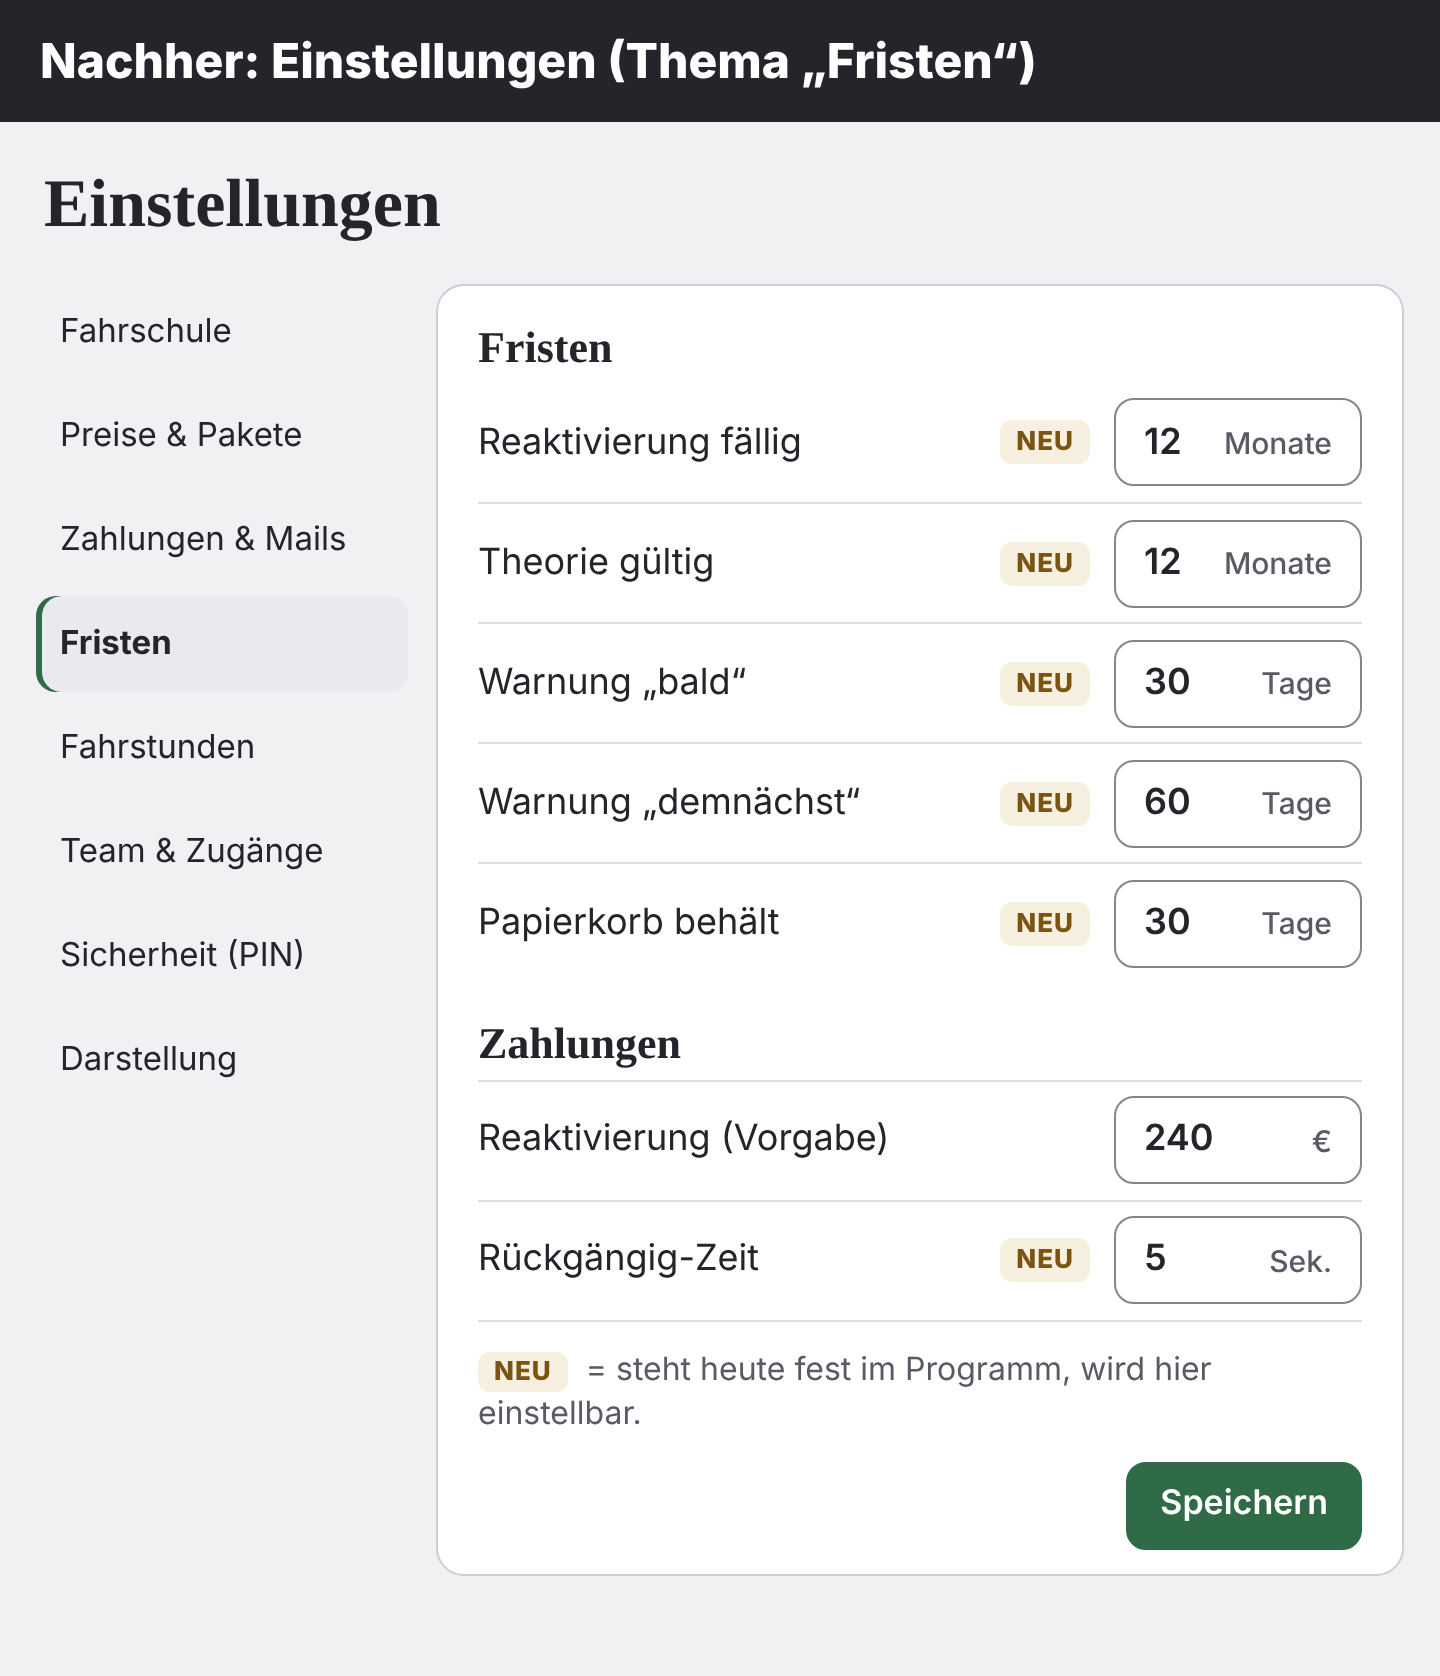 Nachher: Einstellungen (Thema „Fristen“)
Einstellungen
Fahrschule
Preise & Pakete
Zahlungen & Mails
Fristen
Fahrstunden
Team & Zugänge
Sicherheit (PIN)
Darstellung
Fristen
Reaktivierung fällig NEU 12 Monate
Theorie gültig NEU 12 Monate
Warnung „bald“ NEU 30 Tage
Warnung „demnächst“ NEU 60 Tage
Papierkorb behält NEU 30 Tage
Zahlungen
Reaktivierung (Vorgabe) 240 €
Rückgängig-Zeit NEU 5 Sek.
NEU = steht heute fest im Programm, wird hier
einstellbar.
Speichern